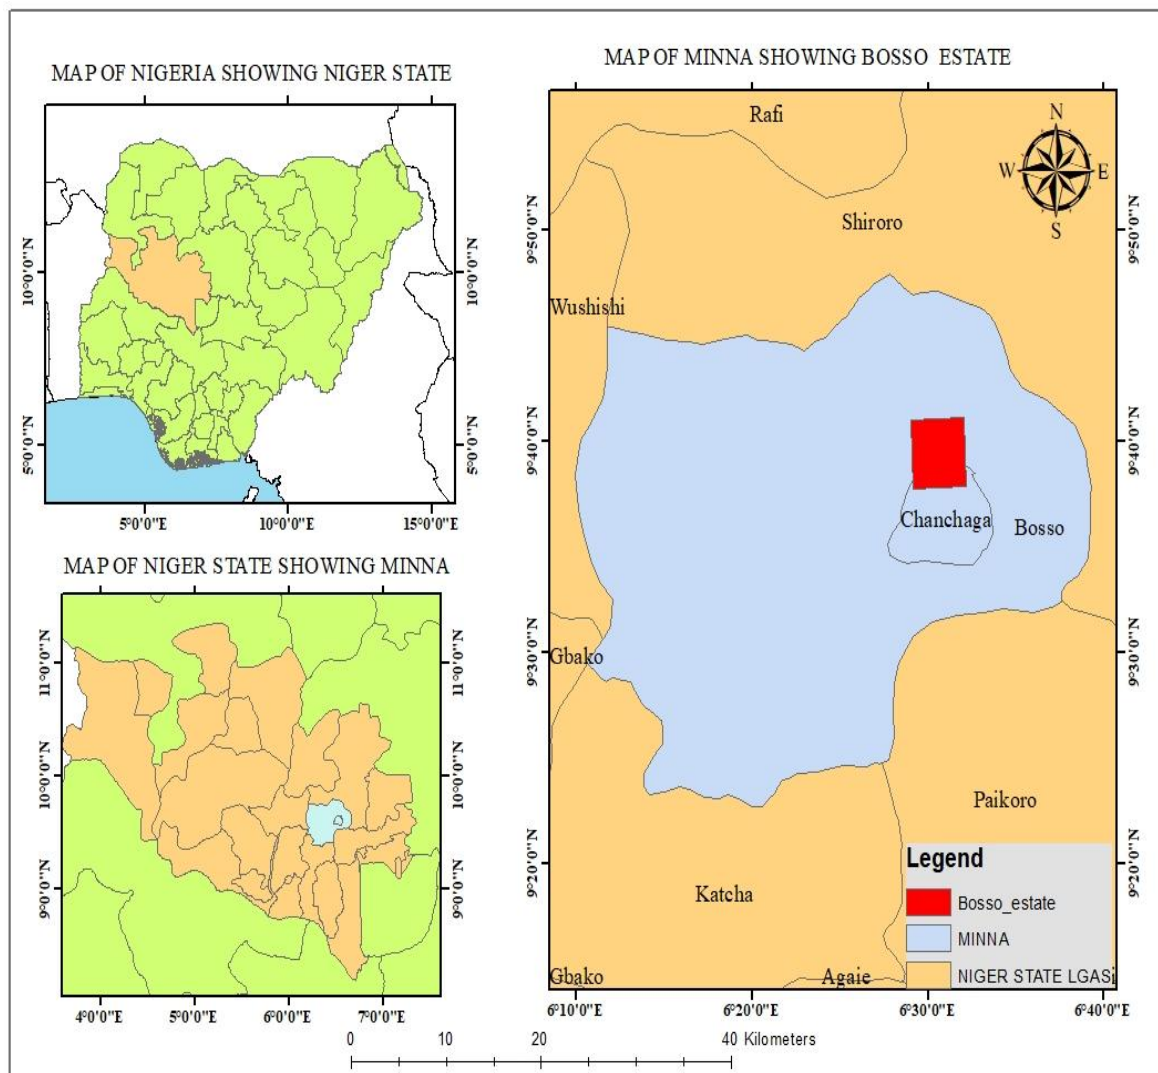 MAP OF NIGERIA SHOWING NIGER STATE
10°0'0"N
10°0'0"N
5°0'0"N
5°0'0"N
5°0'0"E
10°0'0"E
15°0'0"E
MAP OF NIGER STATE SHOWING MINNA
11°0'0"N
11°0'0"N
10°0'0"N
10°0'0"N
9°0'0"N
9°0'0"N
4°0'0"E
5°0'0"E
6°0'0"E
7°0'0"E
MAP OF MINNA SHOWING BOSSO ESTATE
Rafi
N
W
E
S
Shiroro
9°50'0"N
9°50'0"N
Wushishi
9°40'0"N
9°40'0"N
Chanchaga
Bosso
Gbako
9°30'0"N
9°30'0"N
Paikoro
9°20'0"N
9°20'0"N
Katcha
Gbako
Agaie
Legend
Bosso_estate
MINNA
NIGER STATE LGAS
6°10'0"E
6°20'0"E
6°30'0"E
6°40'0"E
0
10
20
40 Kilometers